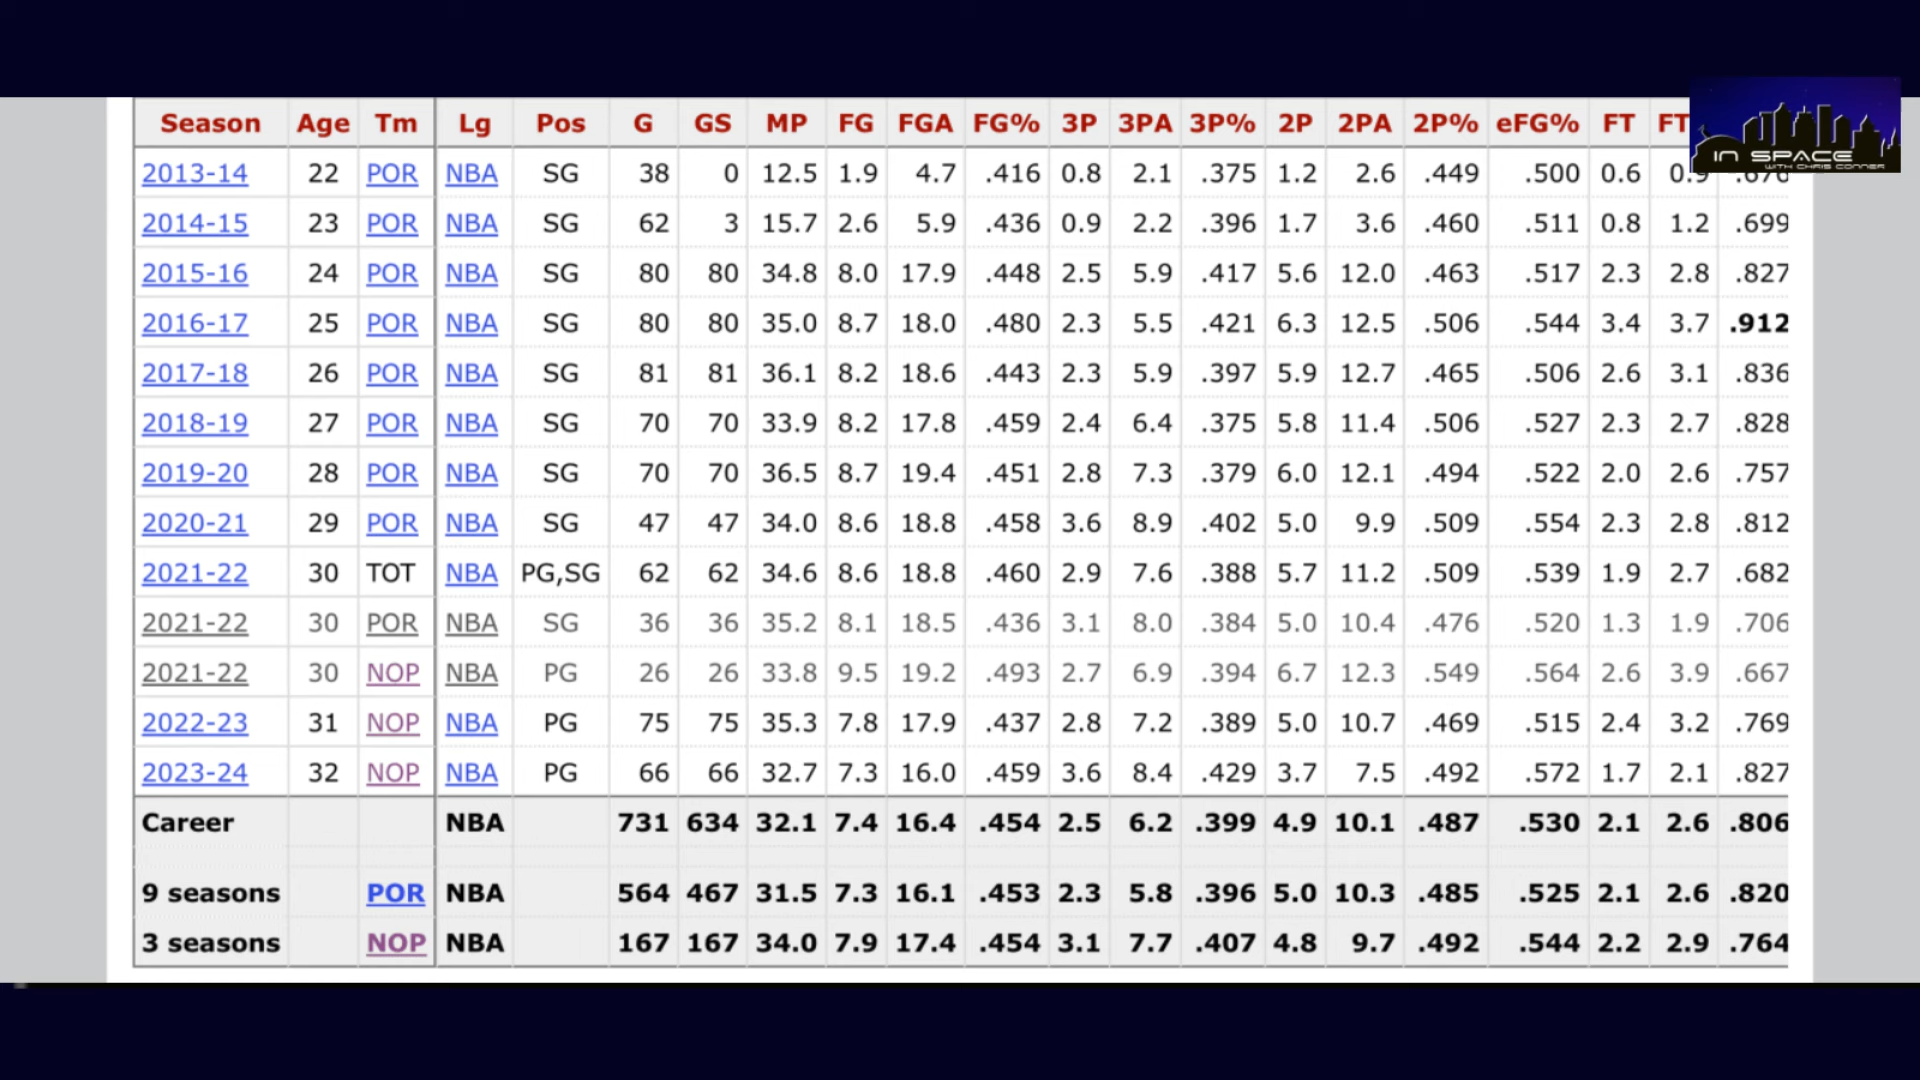 Season Age Tm Lg Pos G GS MP FG FGA FG% 3P 3PA 3P% 2P 2PA 2P% eFG% FT FT
IN SPACE
WITH CHRIS CONNER
2013-14 22 POR NBA SG 38 0 12.5 1.9 4.7 .416 0.8 2.1 .375 1.2 2.6 .449 .500 0.6 0.9 .676
2014-15 23 POR NBA SG 62 3 15.7 2.6 5.9 .436 0.9 2.2 .396 1.7 3.6 .460 .511 0.8 1.2 .699
2015-16 24 POR NBA SG 80 80 34.8 8.0 17.9 .448 2.5 5.9 .417 5.6 12.0 .463 .517 2.3 2.8 .827
2016-17 25 POR NBA SG 80 80 35.0 8.7 18.0 .480 2.3 5.5 .421 6.3 12.5 .506 .544 3.4 3.7 .912
2017-18 26 POR NBA SG 81 81 36.1 8.2 18.6 .443 2.3 5.9 .397 5.9 12.7 .465 .506 2.6 3.1 .836
2018-19 27 POR NBA SG 70 70 33.9 8.2 17.8 .459 2.4 6.4 .375 5.8 11.4 .506 .527 2.3 2.7 .828
2019-20 28 POR NBA SG 70 70 36.5 8.7 19.4 .451 2.8 7.3 .379 6.0 12.1 .494 .522 2.0 2.6 .757
2020-21 29 POR NBA SG 47 47 34.0 8.6 18.8 .458 3.6 8.9 .402 5.0 9.9 .509 .554 2.3 2.8 .812
2021-22 30 TOT NBA PG,SG 62 62 34.6 8.6 18.8 .460 2.9 7.6 .388 5.7 11.2 .509 .539 1.9 2.7 .682
2021-22 30 POR NBA SG 36 36 35.2 8.1 18.5 .436 3.1 8.0 .384 5.0 10.4 .476 .520 1.3 1.9 .706
2021-22 30 NOP NBA PG 26 26 33.8 9.5 19.2 .493 2.7 6.9 .394 6.7 12.3 .549 .564 2.6 3.9 .667
2022-23 31 NOP NBA PG 75 75 35.3 7.8 17.9 .437 2.8 7.2 .389 5.0 10.7 .469 .515 2.4 3.2 .769
2023-24 32 NOP NBA PG 66 66 32.7 7.3 16.0 .459 3.6 8.4 .429 3.7 7.5 .492 .572 1.7 2.1 .827
Career NBA 731 634 32.1 7.4 16.4 .454 2.5 6.2 .399 4.9 10.1 .487 .530 2.1 2.6 .806
9 seasons POR NBA 564 467 31.5 7.3 16.1 .453 2.3 5.8 .396 5.0 10.3 .485 .525 2.1 2.6 .820
3 seasons NOP NBA 167 167 34.0 7.9 17.4 .454 3.1 7.7 .407 4.8 9.7 .492 .544 2.2 2.9 .764